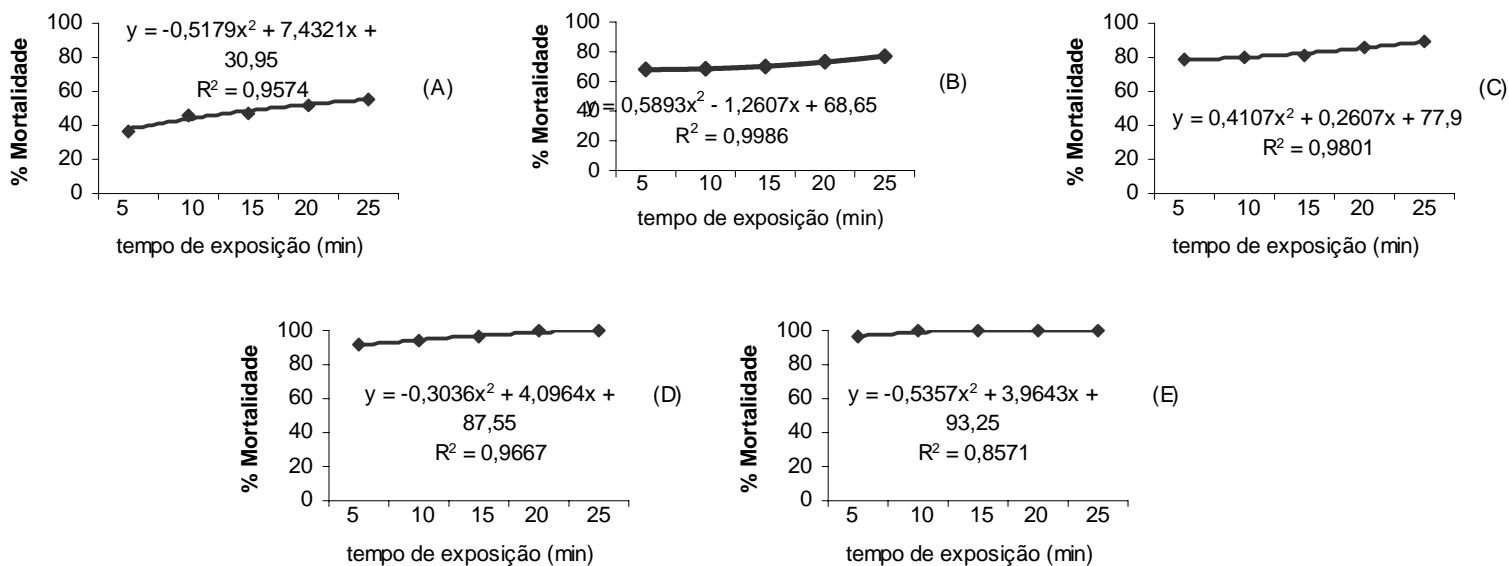 % Mortalidade
100
80
60
40
20
0
y = -0,5179x² + 7,4321x +
30,95
R² = 0,9574
(A)
5 10 15 20 25
tempo de exposição (min)
% Mortalidade
100
80
60
40
20
0
y = 0,5893x² - 1,2607x + 68,65
R² = 0,9986
(B)
5 10 15 20 25
tempo de exposição (min)
% Mortalidade
100
80
60
40
20
0
y = 0,4107x² + 0,2607x + 77,9
R² = 0,9801
(C)
5 10 15 20 25
tempo de exposição (min)
% Mortalidade
100
80
60
40
20
0
y = -0,3036x² + 4,0964x +
87,55
R² = 0,9667
(D)
5 10 15 20 25
tempo de exposição (min)
% Mortalidade
100
80
60
40
20
0
y = -0,5357x² + 3,9643x +
93,25
R² = 0,8571
(E)
5 10 15 20 25
tempo de exposição (min)